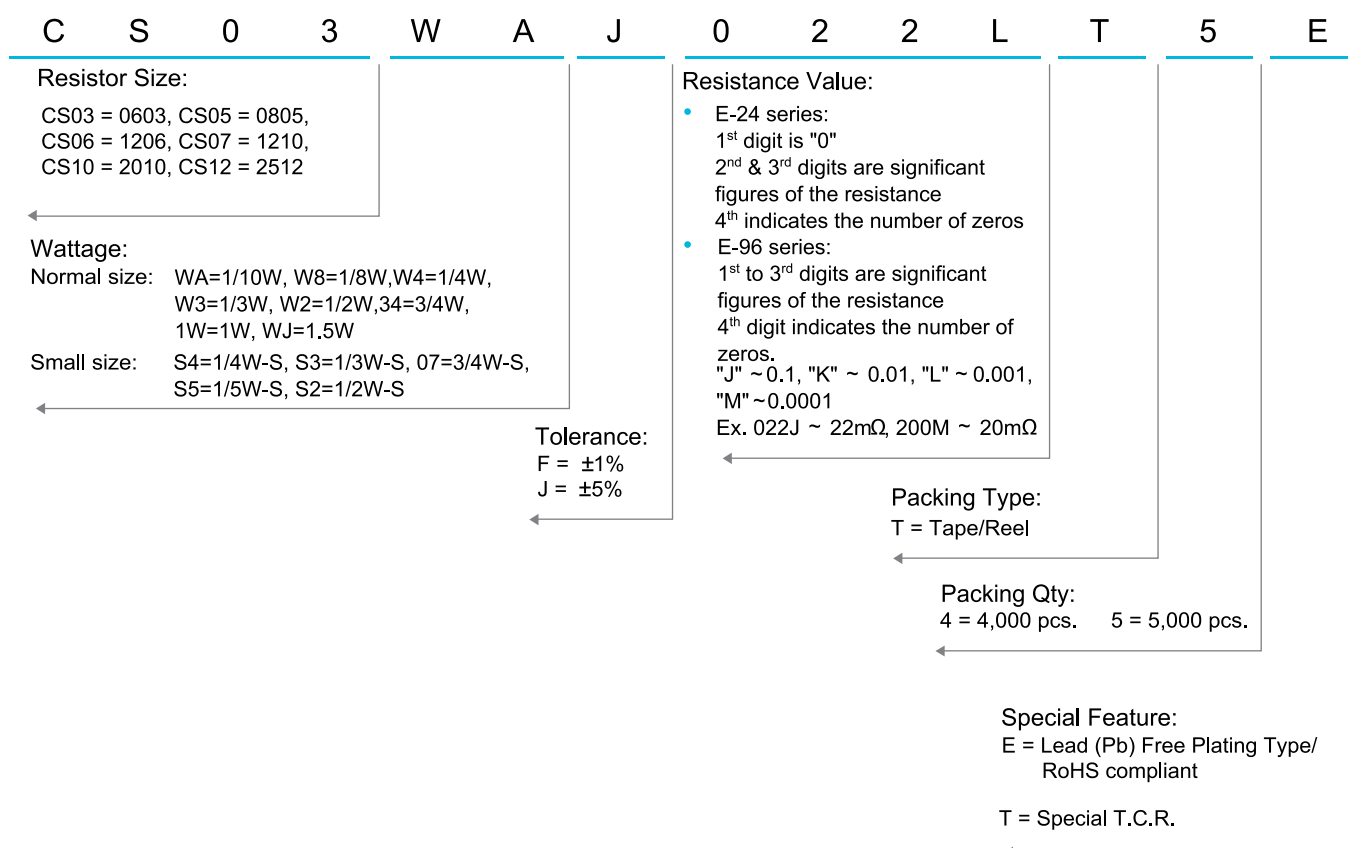 C S 0 3 W A J 0 2 2 L T 5 E
Resistor Size:
CS03 = 0603, CS05 = 0805,
CS06 = 1206, CS07 = 1210,
CS10 = 2010, CS12 = 2512
Wattage:
Normal size: WA=1/10W, W8=1/8W,W4=1/4W,
W3=1/3W, W2=1/2W,34=3/4W,
1W=1W, WJ=1.5W
Small size: S4=1/4W-S, S3=1/3W-S, 07=3/4W-S,
S5=1/5W-S, S2=1/2W-S
Tolerance:
F = ±1%
J = ±5%
Resistance Value:
• E-24 series:
1st digit is "0"
2nd & 3rd digits are significant
figures of the resistance
4th indicates the number of zeros
• E-96 series:
1st to 3rd digits are significant
figures of the resistance
4th digit indicates the number of
zeros.
"J" ~ 0.1, "K" ~ 0.01, "L" ~ 0.001,
"M" ~ 0.0001
Ex. 022J ~ 22mΩ, 200M ~ 20mΩ
Packing Type:
T = Tape/Reel
Packing Qty:
4 = 4,000 pcs. 5 = 5,000 pcs.
Special Feature:
E = Lead (Pb) Free Plating Type/
RoHS compliant
T = Special T.C.R.